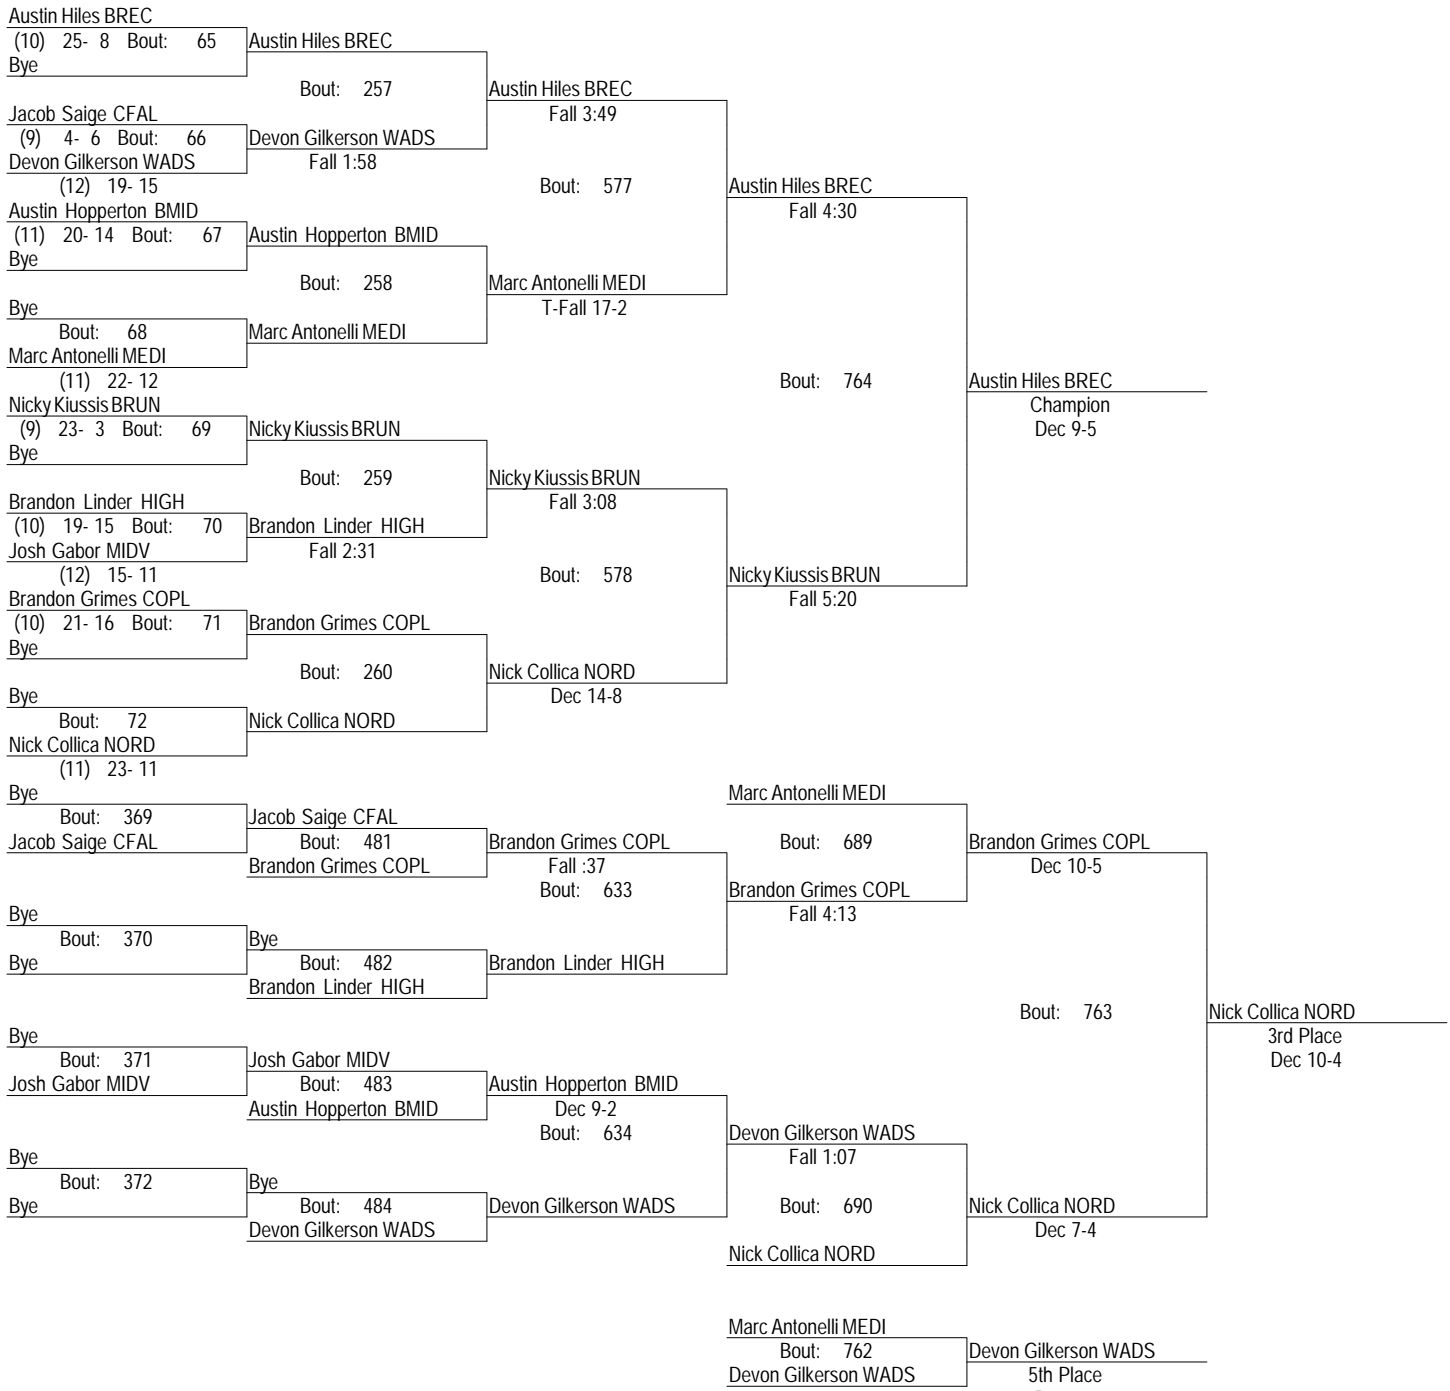 Austin Hiles BREC
(10) 25- 8 Bout: 65 Austin Hiles BREC
Bye
Bout: 257 Austin Hiles BREC
Jacob Saige CFAL Fall 3:49
(9) 4- 6 Bout: 66 Devon Gilkerson WADS
Devon Gilkerson WADS Fall 1:58
(12) 19- 15 Bout: 577 Austin Hiles BREC
Austin Hopperton BMID Fall 4:30
(11) 20- 14 Bout: 67 Austin Hopperton BMID
Bye
Bout: 258 Marc Antonelli MEDI
Bye T-Fall 17-2
Bout: 68 Marc Antonelli MEDI
Marc Antonelli MEDI
(11) 22- 12 Bout: 764 Austin Hiles BREC
Nicky Kiussis BRUN Champion
(9) 23- 3 Bout: 69 Nicky Kiussis BRUN Dec 9-5
Bye
Bout: 259 Nicky Kiussis BRUN
Brandon Linder HIGH Fall 3:08
(10) 19- 15 Bout: 70 Brandon Linder HIGH
Josh Gabor MIDV Fall 2:31
(12) 15- 11 Bout: 578 Nicky Kiussis BRUN
Brandon Grimes COPL Fall 5:20
(10) 21- 16 Bout: 71 Brandon Grimes COPL
Bye
Bout: 260 Nick Collica NORD
Bye Dec 14-8
Bout: 72 Nick Collica NORD
Nick Collica NORD
(11) 23- 11
Bye Marc Antonelli MEDI
Bout: 369 Jacob Saige CFAL
Jacob Saige CFAL Bout: 481 Brandon Grimes COPL Bout: 689 Brandon Grimes COPL
Brandon Grimes COPL Fall :37 Dec 10-5
Bout: 633 Brandon Grimes COPL
Bye Fall 4:13
Bout: 370 Bye
Bye Bout: 482 Brandon Linder HIGH
Brandon Linder HIGH
Bout: 763 Nick Collica NORD
Bye 3rd Place
Bout: 371 Josh Gabor MIDV Dec 10-4
Josh Gabor MIDV Bout: 483 Austin Hopperton BMID
Austin Hopperton BMID Dec 9-2
Bout: 634 Devon Gilkerson WADS
Bye Fall 1:07
Bout: 372 Bye
Bye Bout: 484 Devon Gilkerson WADS Bout: 690 Nick Collica NORD
Devon Gilkerson WADS Dec 7-4
Nick Collica NORD
Marc Antonelli MEDI
Bout: 762 Devon Gilkerson WADS
Devon Gilkerson WADS 5th Place